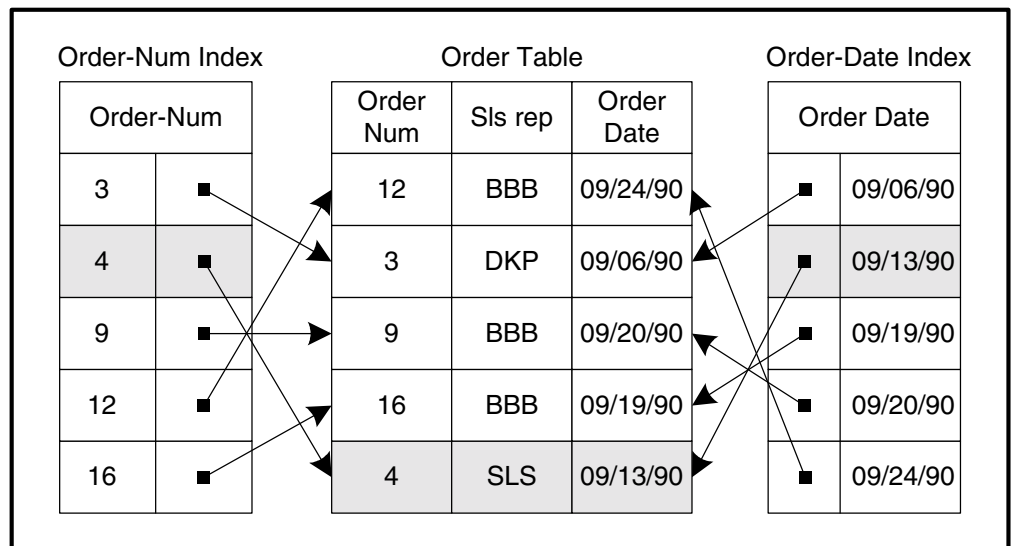 Order-Num Index Order Table Order-Date Index
Order-Num Order Num Sls rep Order Date Order Date
3 12 BBB 09/24/90 09/06/90
4 3 DKP 09/06/90 09/13/90
9 9 BBB 09/20/90 09/19/90
12 16 BBB 09/19/90 09/20/90
16 4 SLS 09/13/90 09/24/90